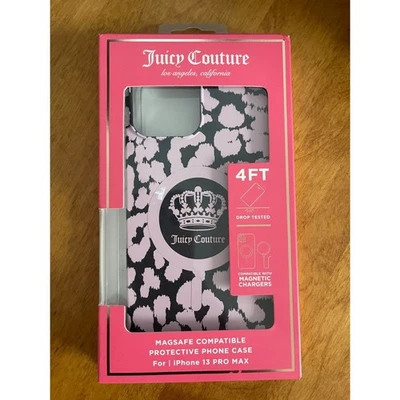 Juicy Couture
los angeles, california
4FT
DROP TESTED
COMPATIBLE WITH
MAGNETIC
CHARGERS
Juicy Couture
MAGSAFE COMPATIBLE
PROTECTIVE PHONE CASE
For | iPhone 13 PRO MAX